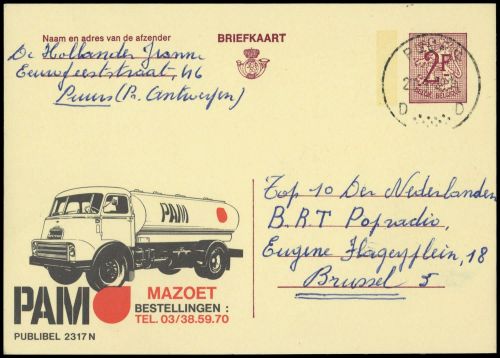 Naam en adres van de afzender
BRIEFKAART
De Hollander Jeanne
Eeuwfeeststraat, 46
Puurs (Pr. Antwerpen)
2F
D D
Top 10 Der Nederlanden
B.R.T Popradio,
Eugene Flageyplein, 18
Brussel 5
PAM
PAM
MAZOET
BESTELLINGEN :
TEL. 03/38.59.70
PUBLIBEL 2317 N